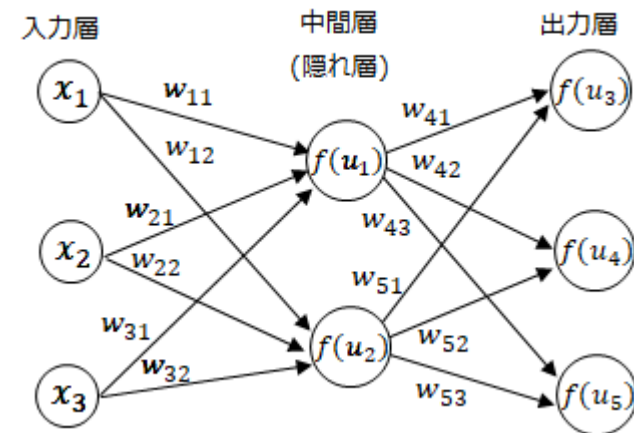 入力層 中間層 出力層
(隠れ層)
x₁ w₁₁ w₄₁ f(u₃)
w₁₂ f(u₁) w₄₂
w₂₁ w₄₃
x₂ w₂₂ w₅₁ f(u₄)
w₃₁ f(u₂) w₅₂
w₃₂ w₅₃
x₃ f(u₅)